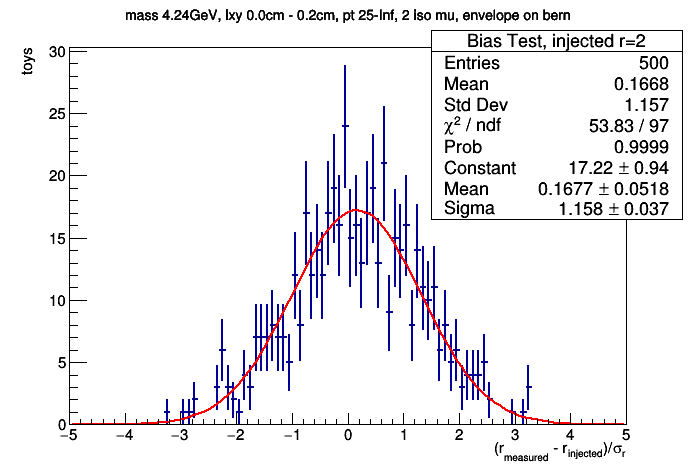 mass 4.24GeV, lxy 0.0cm - 0.2cm, pt 25-Inf, 2 iso mu, envelope on bern
Bias Test, injected r=2
Entries 500
Mean 0.1668
Std Dev 1.157
χ² / ndf 53.83 / 97
Prob 0.9999
Constant 17.22 ± 0.94
Mean 0.1677 ± 0.0518
Sigma 1.158 ± 0.037
toys
30
25
20
15
10
5
0
−5 −4 −3 −2 −1 0 1 2 3 4 5
(r_measured - r_injected)/σ_r